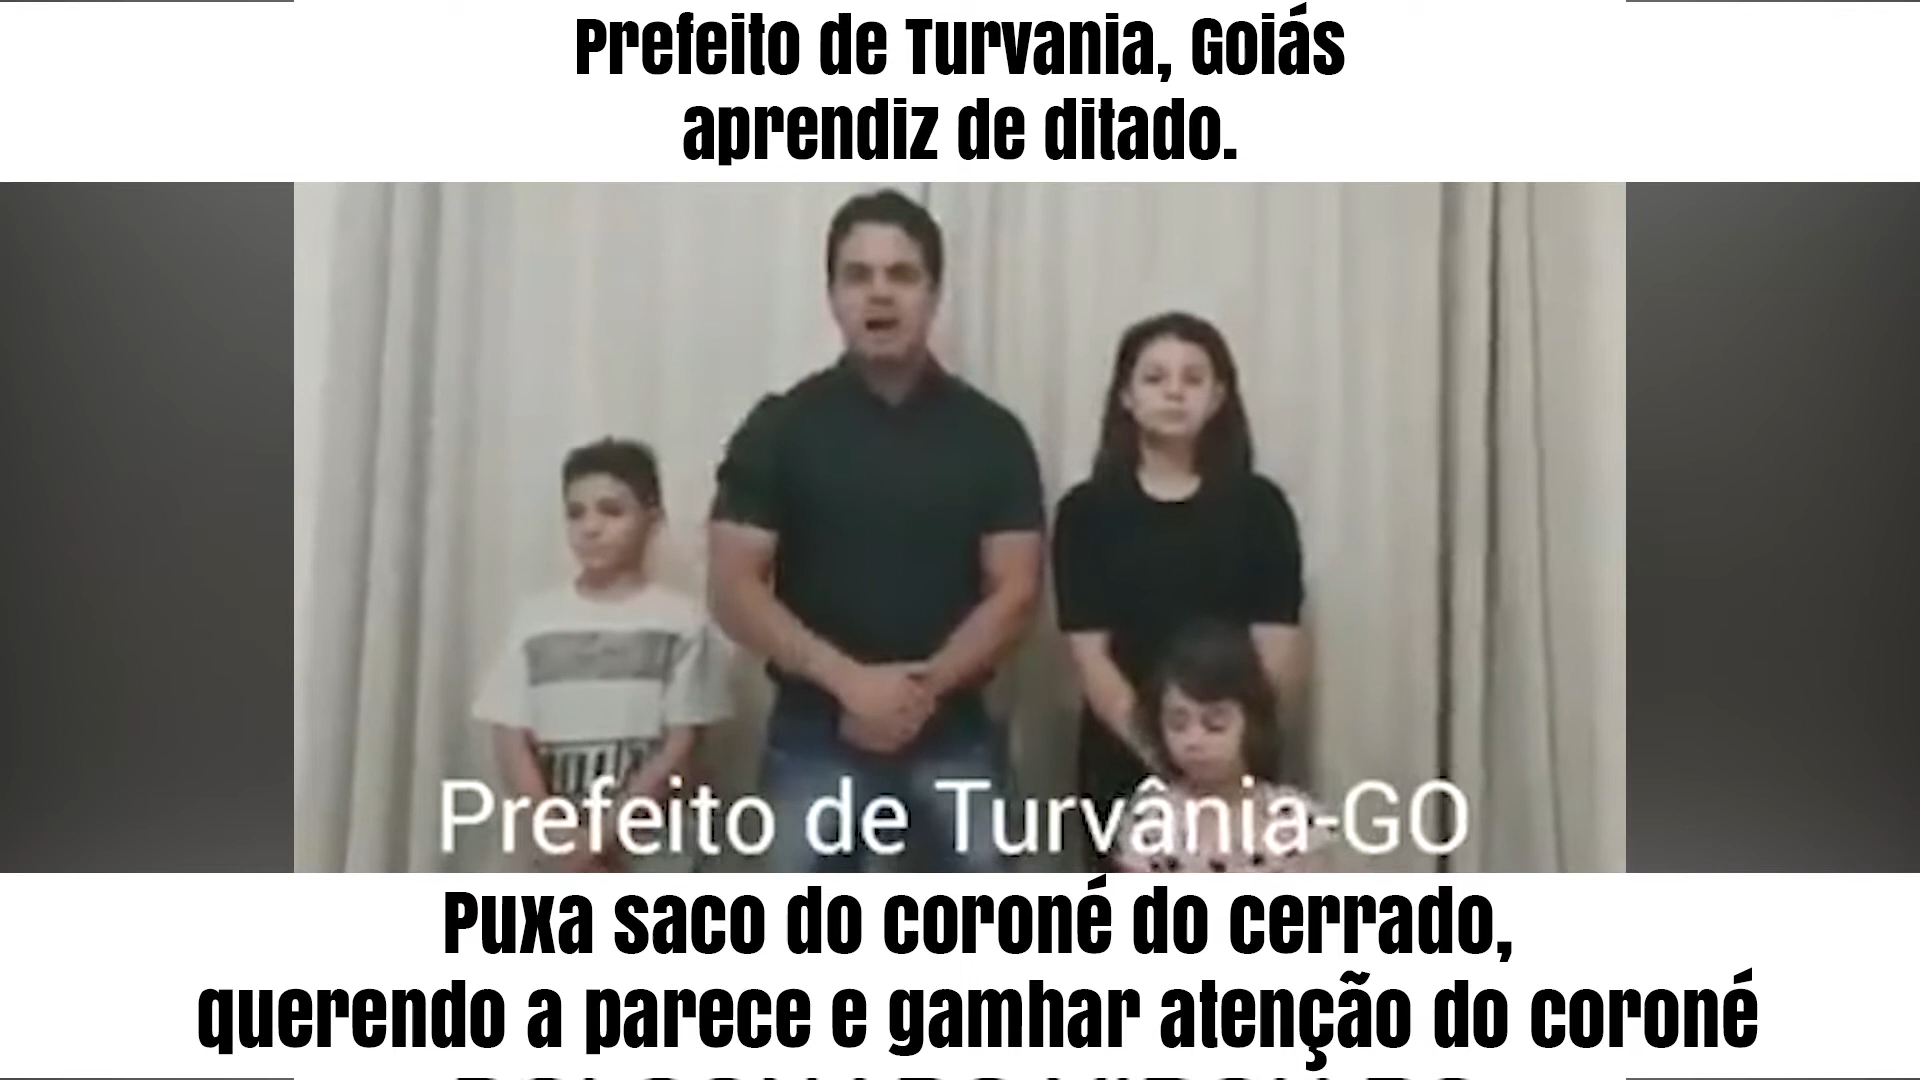 Prefeito de Turvania, Goiás
aprendiz de ditado.
Prefeito de Turvânia-GO
Puxa saco do coroné do cerrado,
querendo a parece e gamhar atenção do coroné